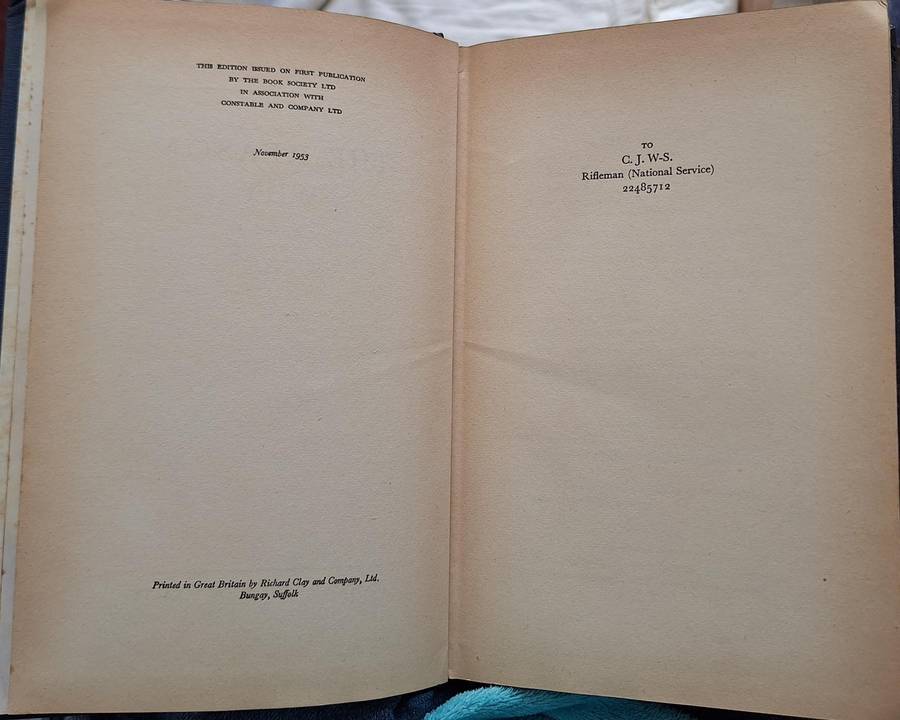 THIS EDITION ISSUED ON FIRST PUBLICATION
BY THE BOOK SOCIETY LTD
IN ASSOCIATION WITH
CONSTABLE AND COMPANY LTD
November 1953
Printed in Great Britain by Richard Clay and Company, Ltd.
Bungay, Suffolk
TO
C. J. W-S.
Rifleman (National Service)
22485712